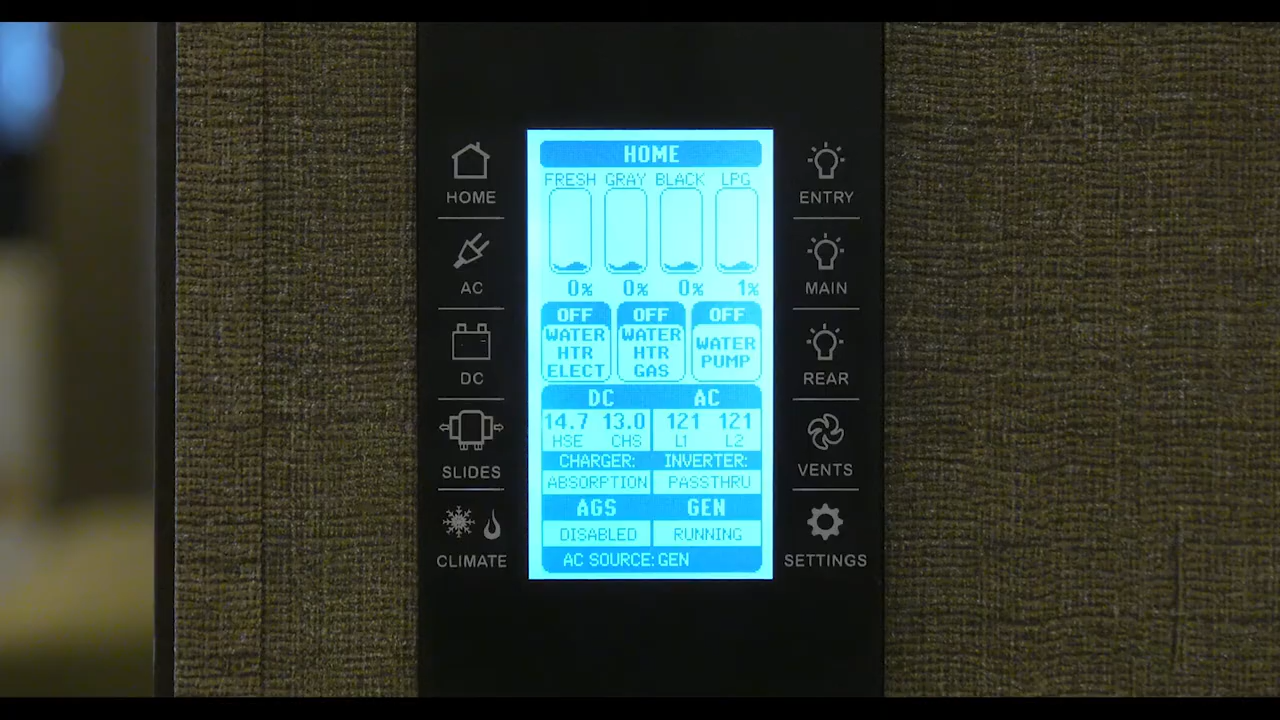 HOME
AC
DC
SLIDES
CLIMATE
HOME
FRESH GRAY BLACK LPG
0% 0% 0% 1%
OFF OFF OFF
WATER HTR ELECT
WATER HTR GAS
WATER PUMP
DC AC
14.7 13.0 121 121
HSE CHS L1 L2
CHARGER: INVERTER:
ABSORPTION PASSTHRU
AGS GEN
DISABLED RUNNING
AC SOURCE: GEN
ENTRY
MAIN
REAR
VENTS
SETTINGS